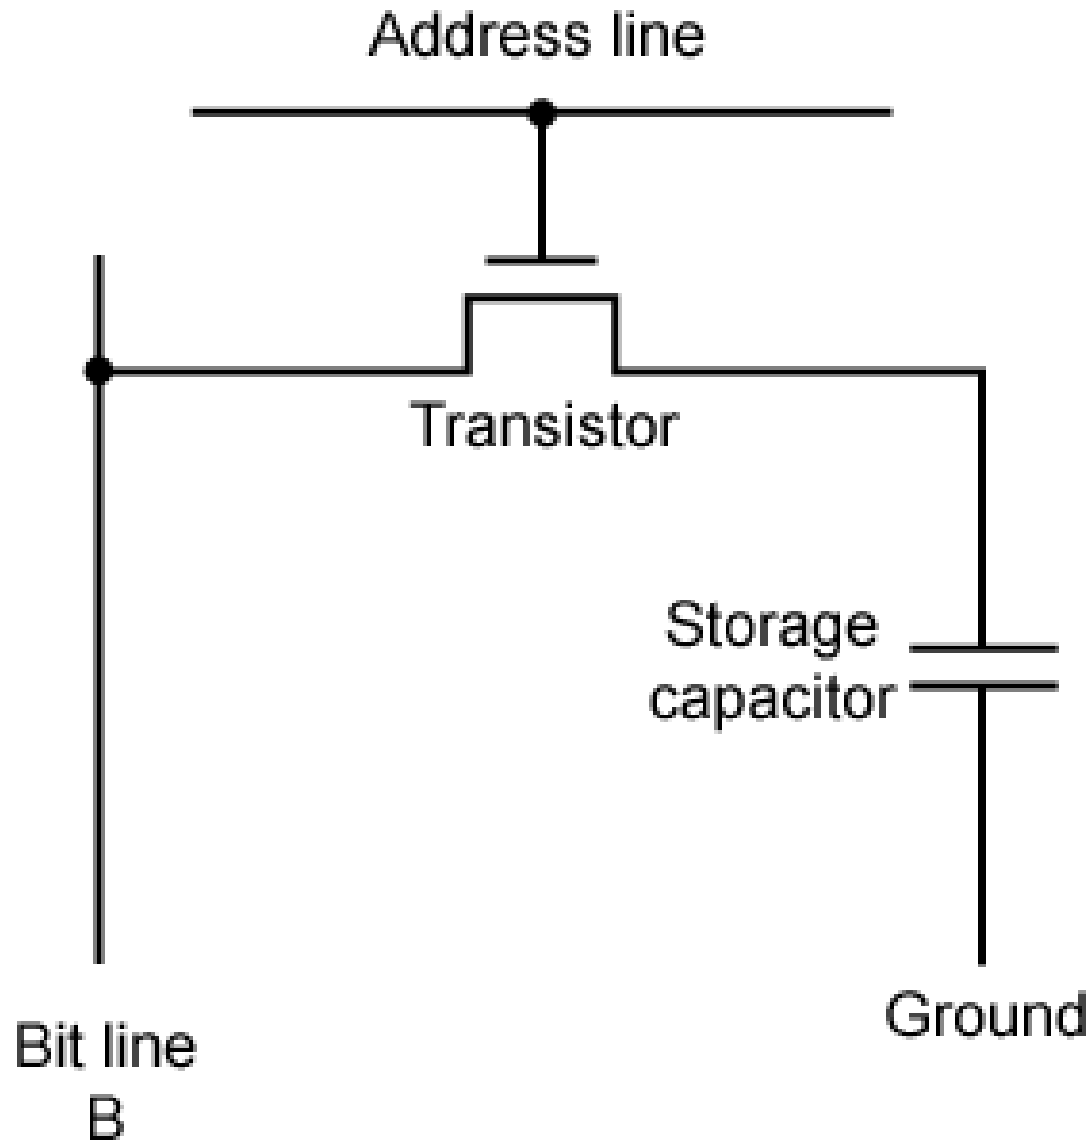 Address line
Transistor
Storage
capacitor
Ground
Bit line
B